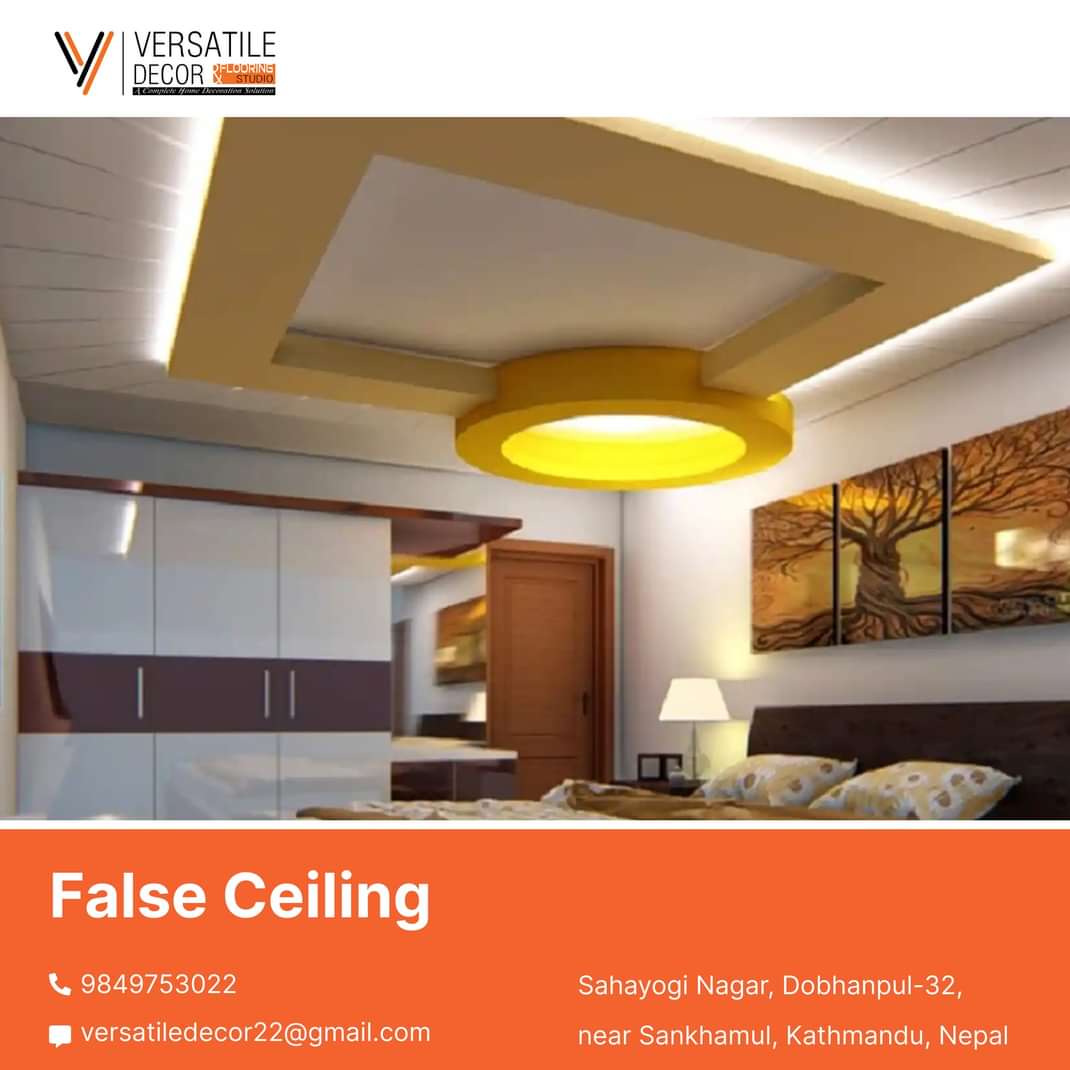 VERSATILE
DECOR & FLOORING STUDIO
A Complete Home Decoration Solution
False Ceiling
9849753022
versatiledecor22@gmail.com
Sahayogi Nagar, Dobhanpul-32,
near Sankhamul, Kathmandu, Nepal